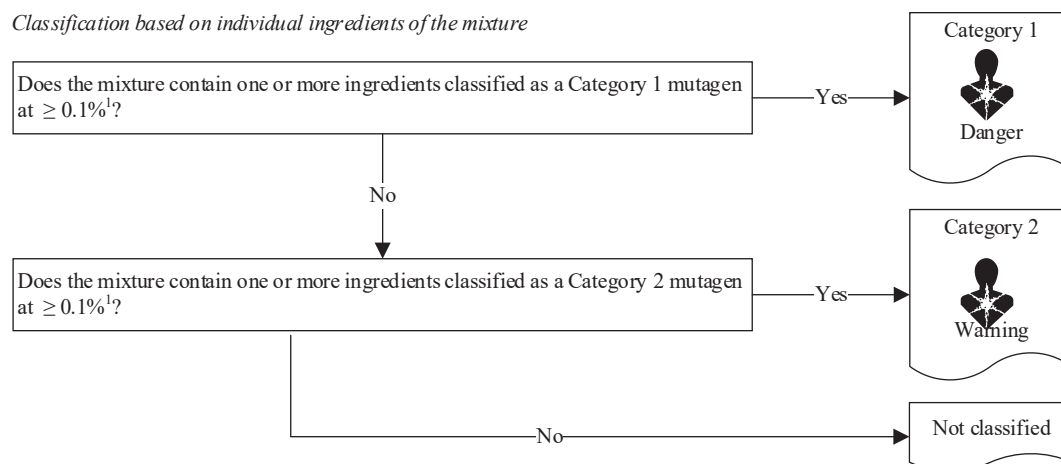 Classification based on individual ingredients of the mixture
Category 1
Does the mixture contain one or more ingredients classified as a Category 1 mutagen
at ≥ 0.1%¹?
Yes
Danger
No
Category 2
Does the mixture contain one or more ingredients classified as a Category 2 mutagen
at ≥ 0.1%¹?
Yes
Warning
No
Not classified